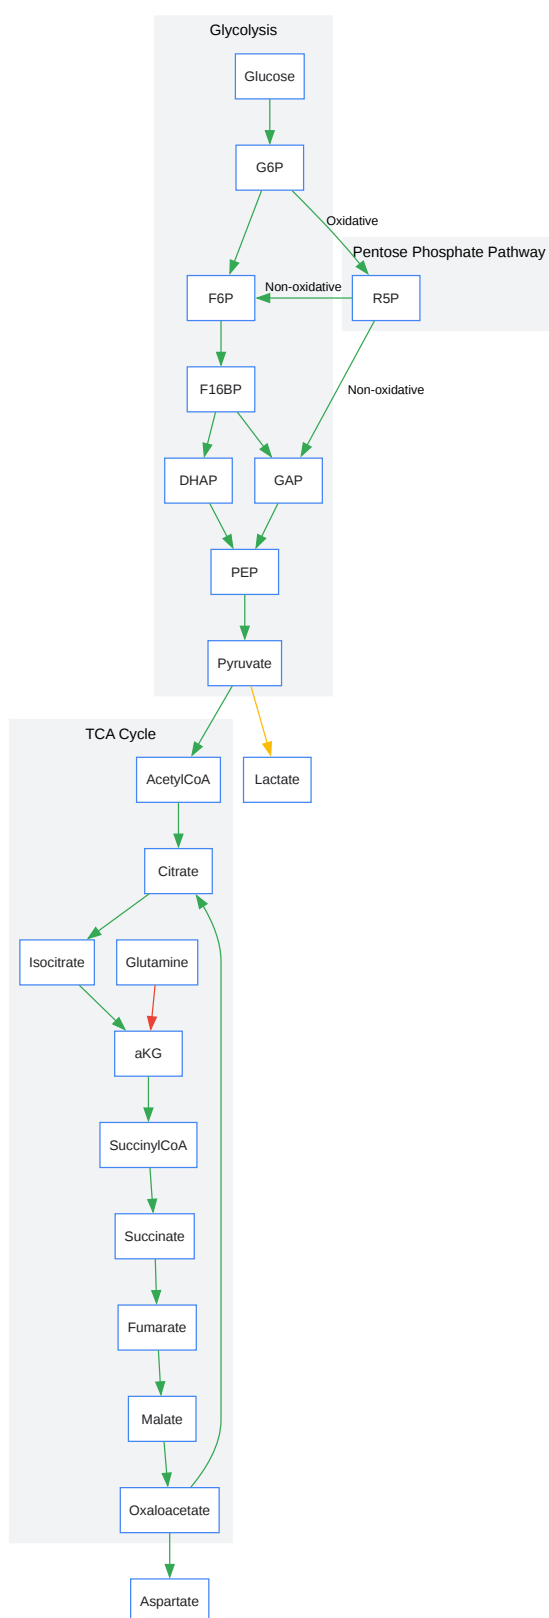 Glycolysis
Glucose
G6P
Oxidative
Pentose Phosphate Pathway
Non-oxidative
F6P
R5P
F16BP
Non-oxidative
DHAP
GAP
PEP
Pyruvate
TCA Cycle
AcetylCoA
Lactate
Citrate
Isocitrate
Glutamine
aKG
SuccinylCoA
Succinate
Fumarate
Malate
Oxaloacetate
Aspartate